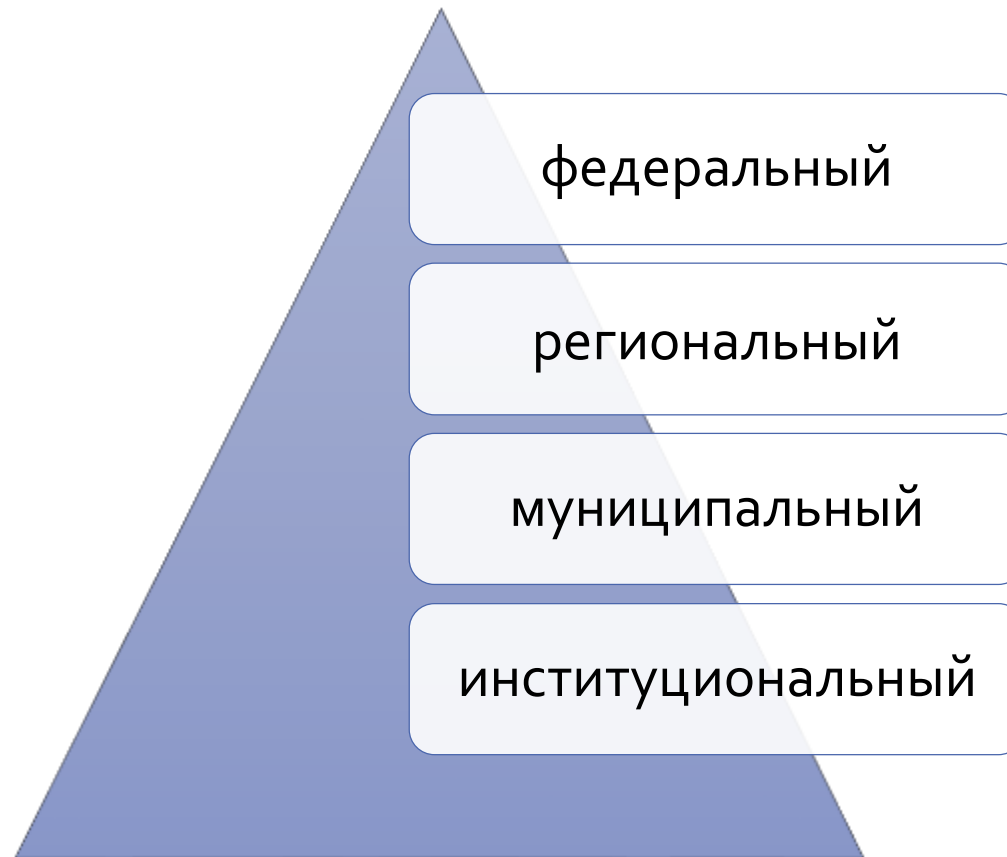 федеральный
региональный
муниципальный
институциональный